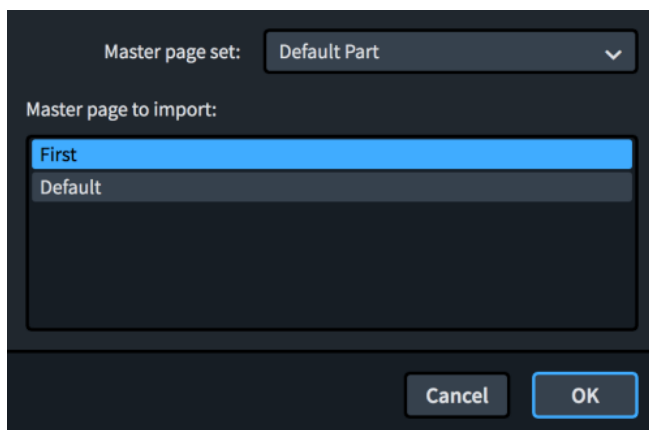 Master page set: Default Part
Master page to import:
First
Default
Cancel OK